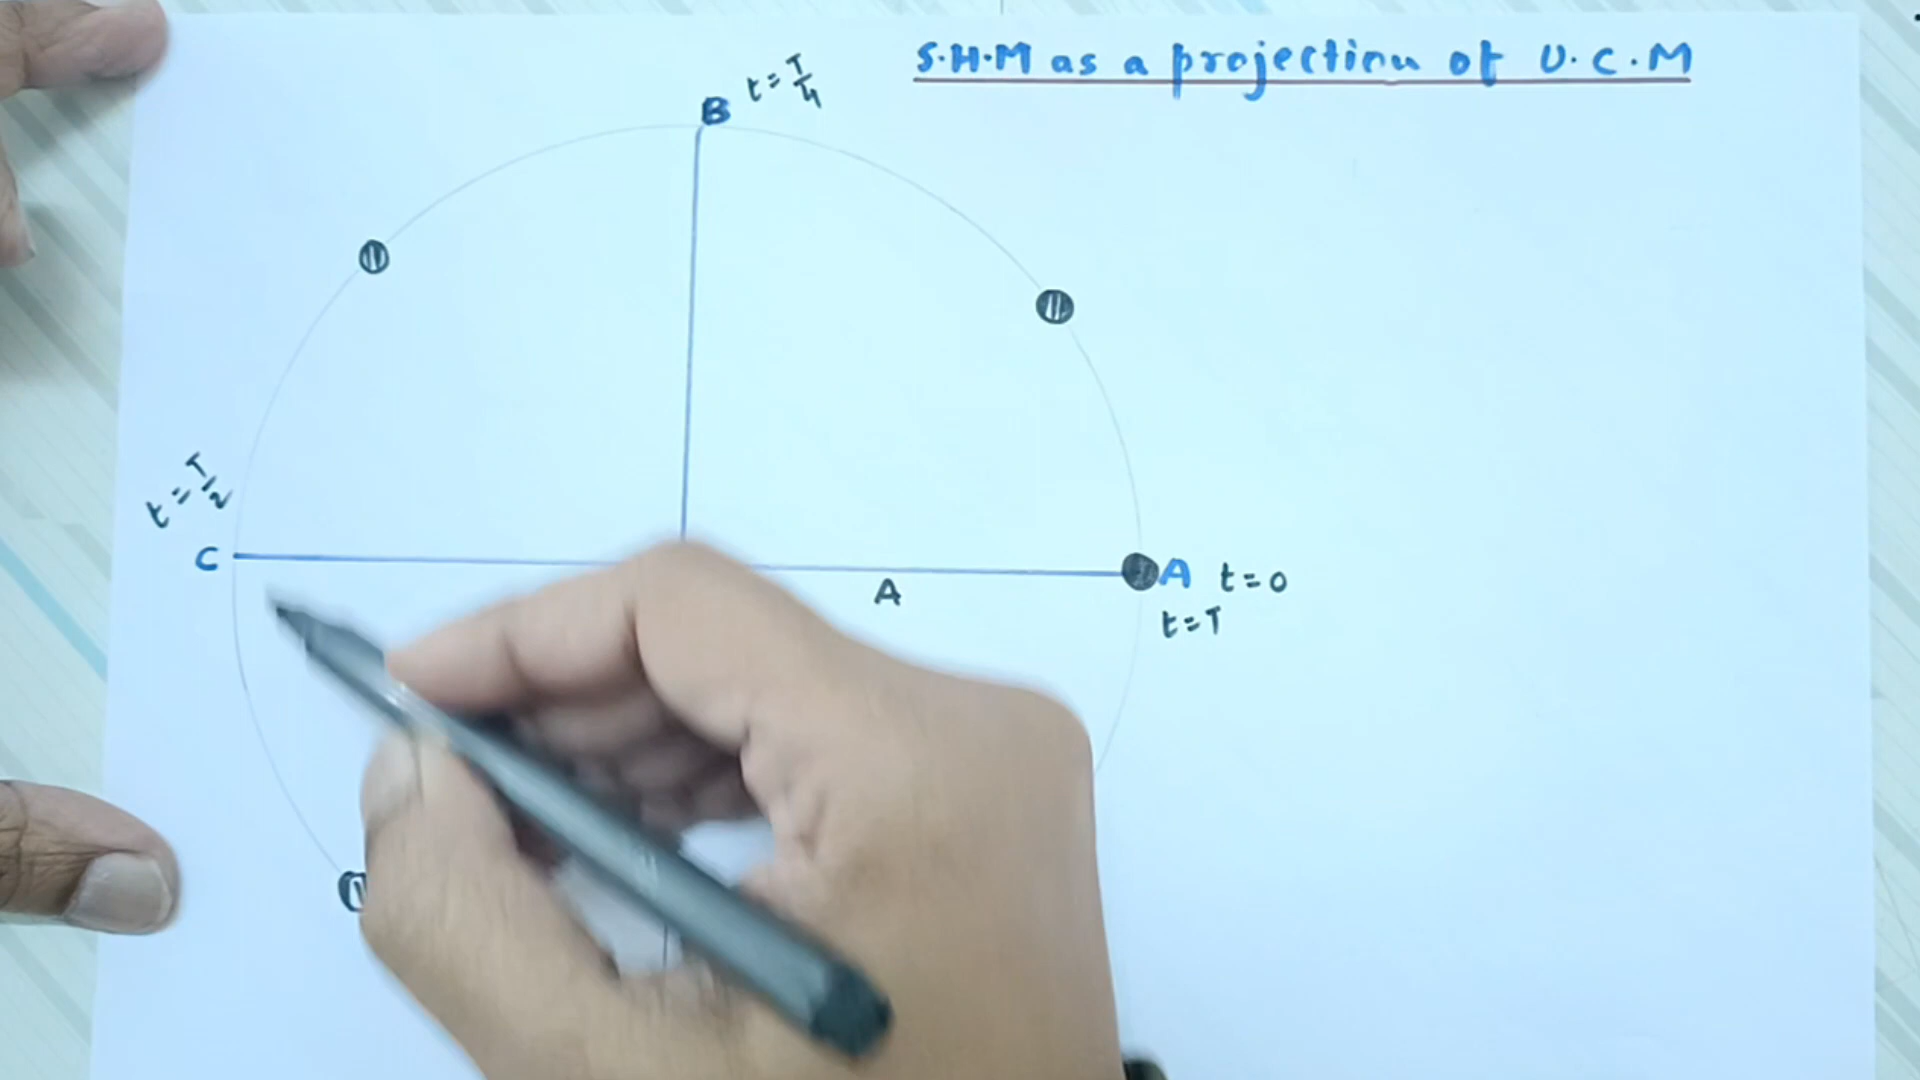 S.H.M as a projection of U.C.M
B t = T/4
t = T/2
C
A
A t = 0
t = T